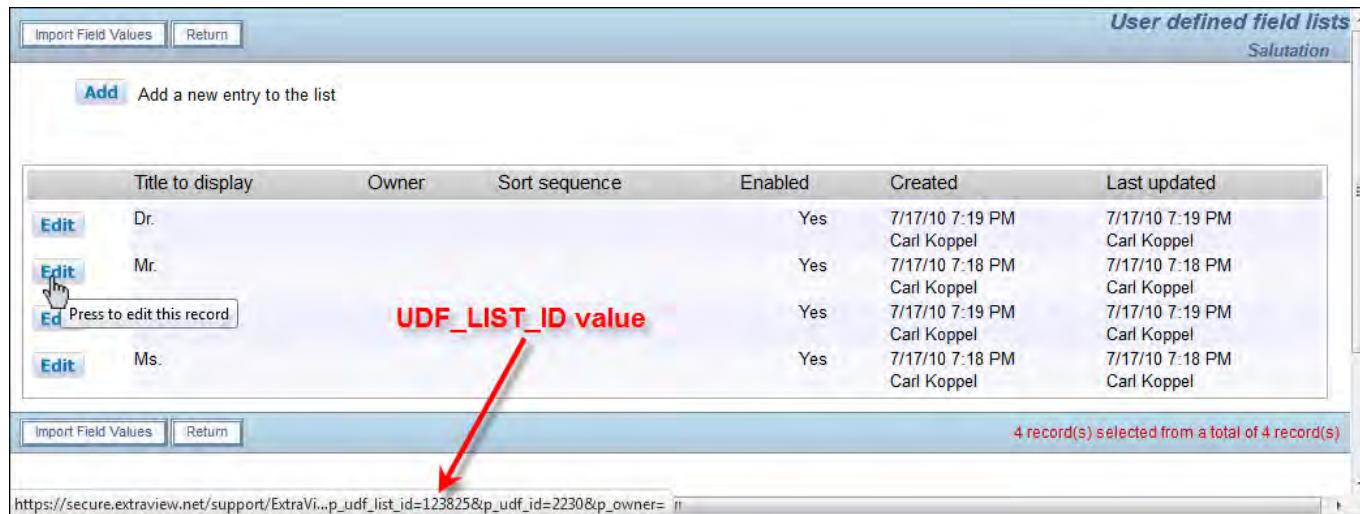 Import Field Values Return User defined field lists
Salutation
Add Add a new entry to the list
Title to display Owner Sort sequence Enabled Created Last updated
Edit Dr. Yes 7/17/10 7:19 PM 7/17/10 7:19 PM
Carl Koppel Carl Koppel
Edit Mr. Yes 7/17/10 7:18 PM 7/17/10 7:18 PM
Carl Koppel Carl Koppel
Ed Press to edit this record Yes 7/17/10 7:19 PM 7/17/10 7:19 PM
UDF_LIST_ID value Carl Koppel Carl Koppel
Edit Ms. Yes 7/17/10 7:18 PM 7/17/10 7:18 PM
Carl Koppel Carl Koppel
Import Field Values Return 4 record(s) selected from a total of 4 record(s)
https://secure.extraview.net/support/ExtraVi...p_udf_list_id=123825&p_udf_id=2230&p_owner=